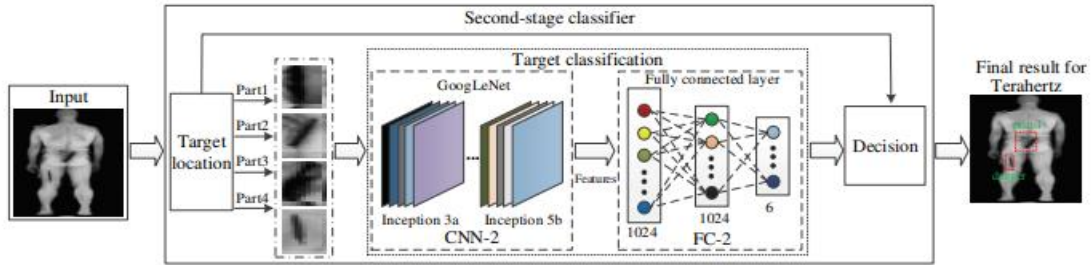 Second-stage classifier
Target classification
Input
Target
location
Part1
Part2
Part3
Part4
GoogLeNet
...
Inception 3a
Inception 5b
CNN-2
Features
Fully connected layer
1024
1024
6
FC-2
Decision
Final result for
Terahertz